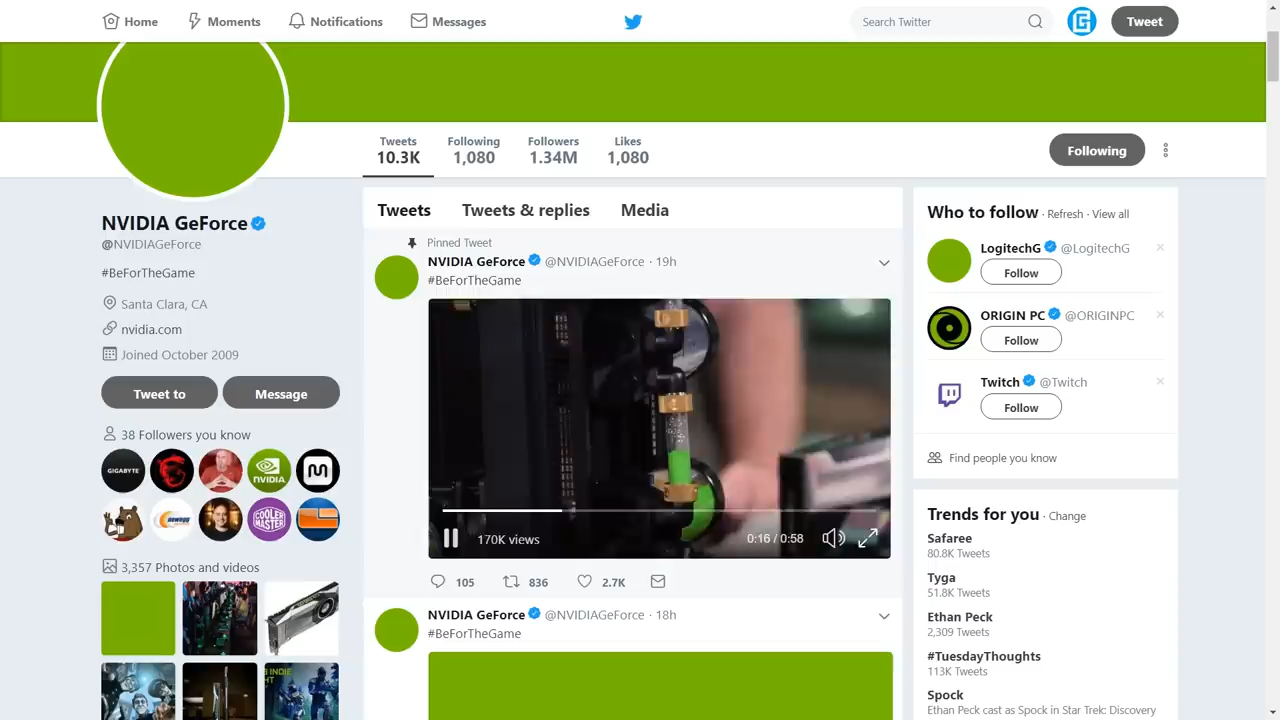 Home
Moments
Notifications
Messages
Search Twitter
Tweet
Tweets
10.3K
Following
1,080
Followers
1.34M
Likes
1,080
Following
NVIDIA GeForce
@NVIDIAGeForce
#BeForTheGame
Santa Clara, CA
nvidia.com
Joined October 2009
Tweet to
Message
38 Followers you know
GIGABYTE
NVIDIA
newegg
COOLER
MASTER
3,357 Photos and videos
Tweets
Tweets & replies
Media
Pinned Tweet
NVIDIA GeForce @NVIDIAGeForce · 19h
#BeForTheGame
170K views
0:16 / 0:58
105
836
2.7K
NVIDIA GeForce @NVIDIAGeForce · 18h
#BeForTheGame
Who to follow · Refresh · View all
LogitechG @LogitechG
Follow
ORIGIN PC @ORIGINPC
Follow
Twitch @Twitch
Follow
Find people you know
Trends for you · Change
Safaree
80.8K Tweets
Tyga
51.8K Tweets
Ethan Peck
2,309 Tweets
#TuesdayThoughts
113K Tweets
Spock
Ethan Peck cast as Spock in Star Trek: Discovery